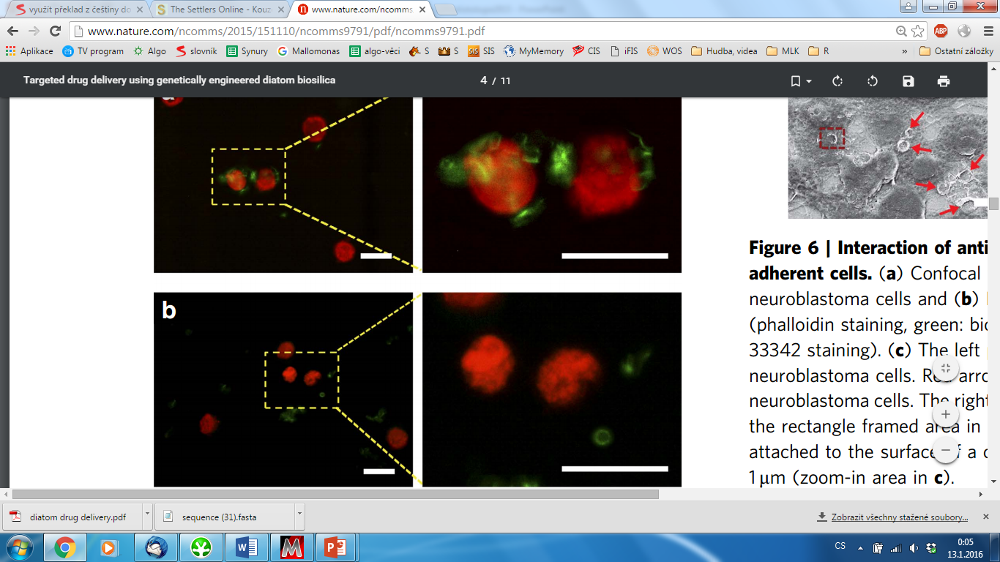 využít překlad z češtiny do
The Settlers Online - Kouz
www.nature.com/ncomms
www.nature.com/ncomms/2015/151110/ncomms9791/pdf/ncomms9791.pdf
ABP
Aplikace TV program Algo slovník Synury Mallomonas algo-věci S S SIS SIS MyMemory CIS iFIS WOS Hudba, videa MLK R » Ostatní záložky
Targeted drug delivery using genetically engineered diatom biosilica
4 / 11
b
Figure 6 | Interaction of anti
adherent cells. (a) Confocal
neuroblastoma cells and (b)
(phalloidin staining, green: bio
33342 staining). (c) The left
neuroblastoma cells. Red arro
neuroblastoma cells. The right
the rectangle framed area in
attached to the surface of a c
1 μm (zoom-in area in c).
diatom drug delivery.pdf
sequence (31).fasta
Zobrazit všechny stažené soubory...
CS
0:05
13.1.2016